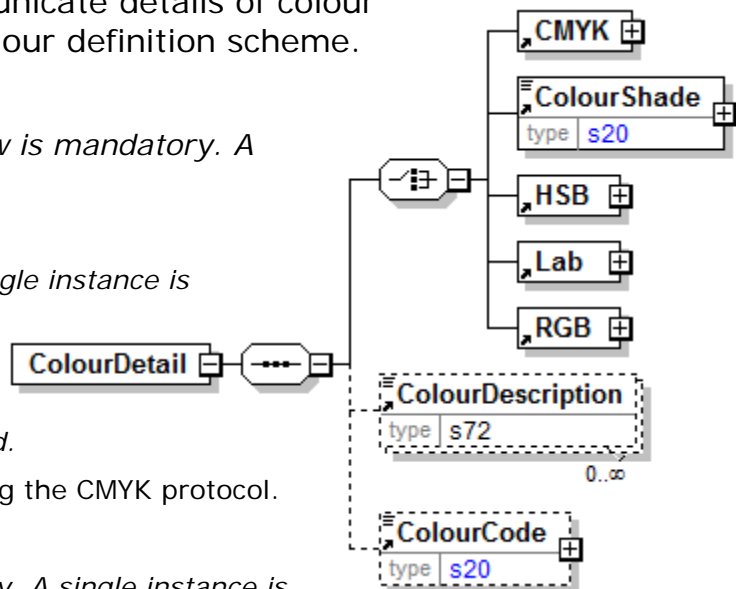 unicate details of colour
our definition scheme.
is mandatory. A
gle instance is
g the CMYK protocol.
A single instance is
CMYK
ColourShade
type s20
HSB
Lab
RGB
ColourDetail
ColourDescription
type s72
0..∞
ColourCode
type s20